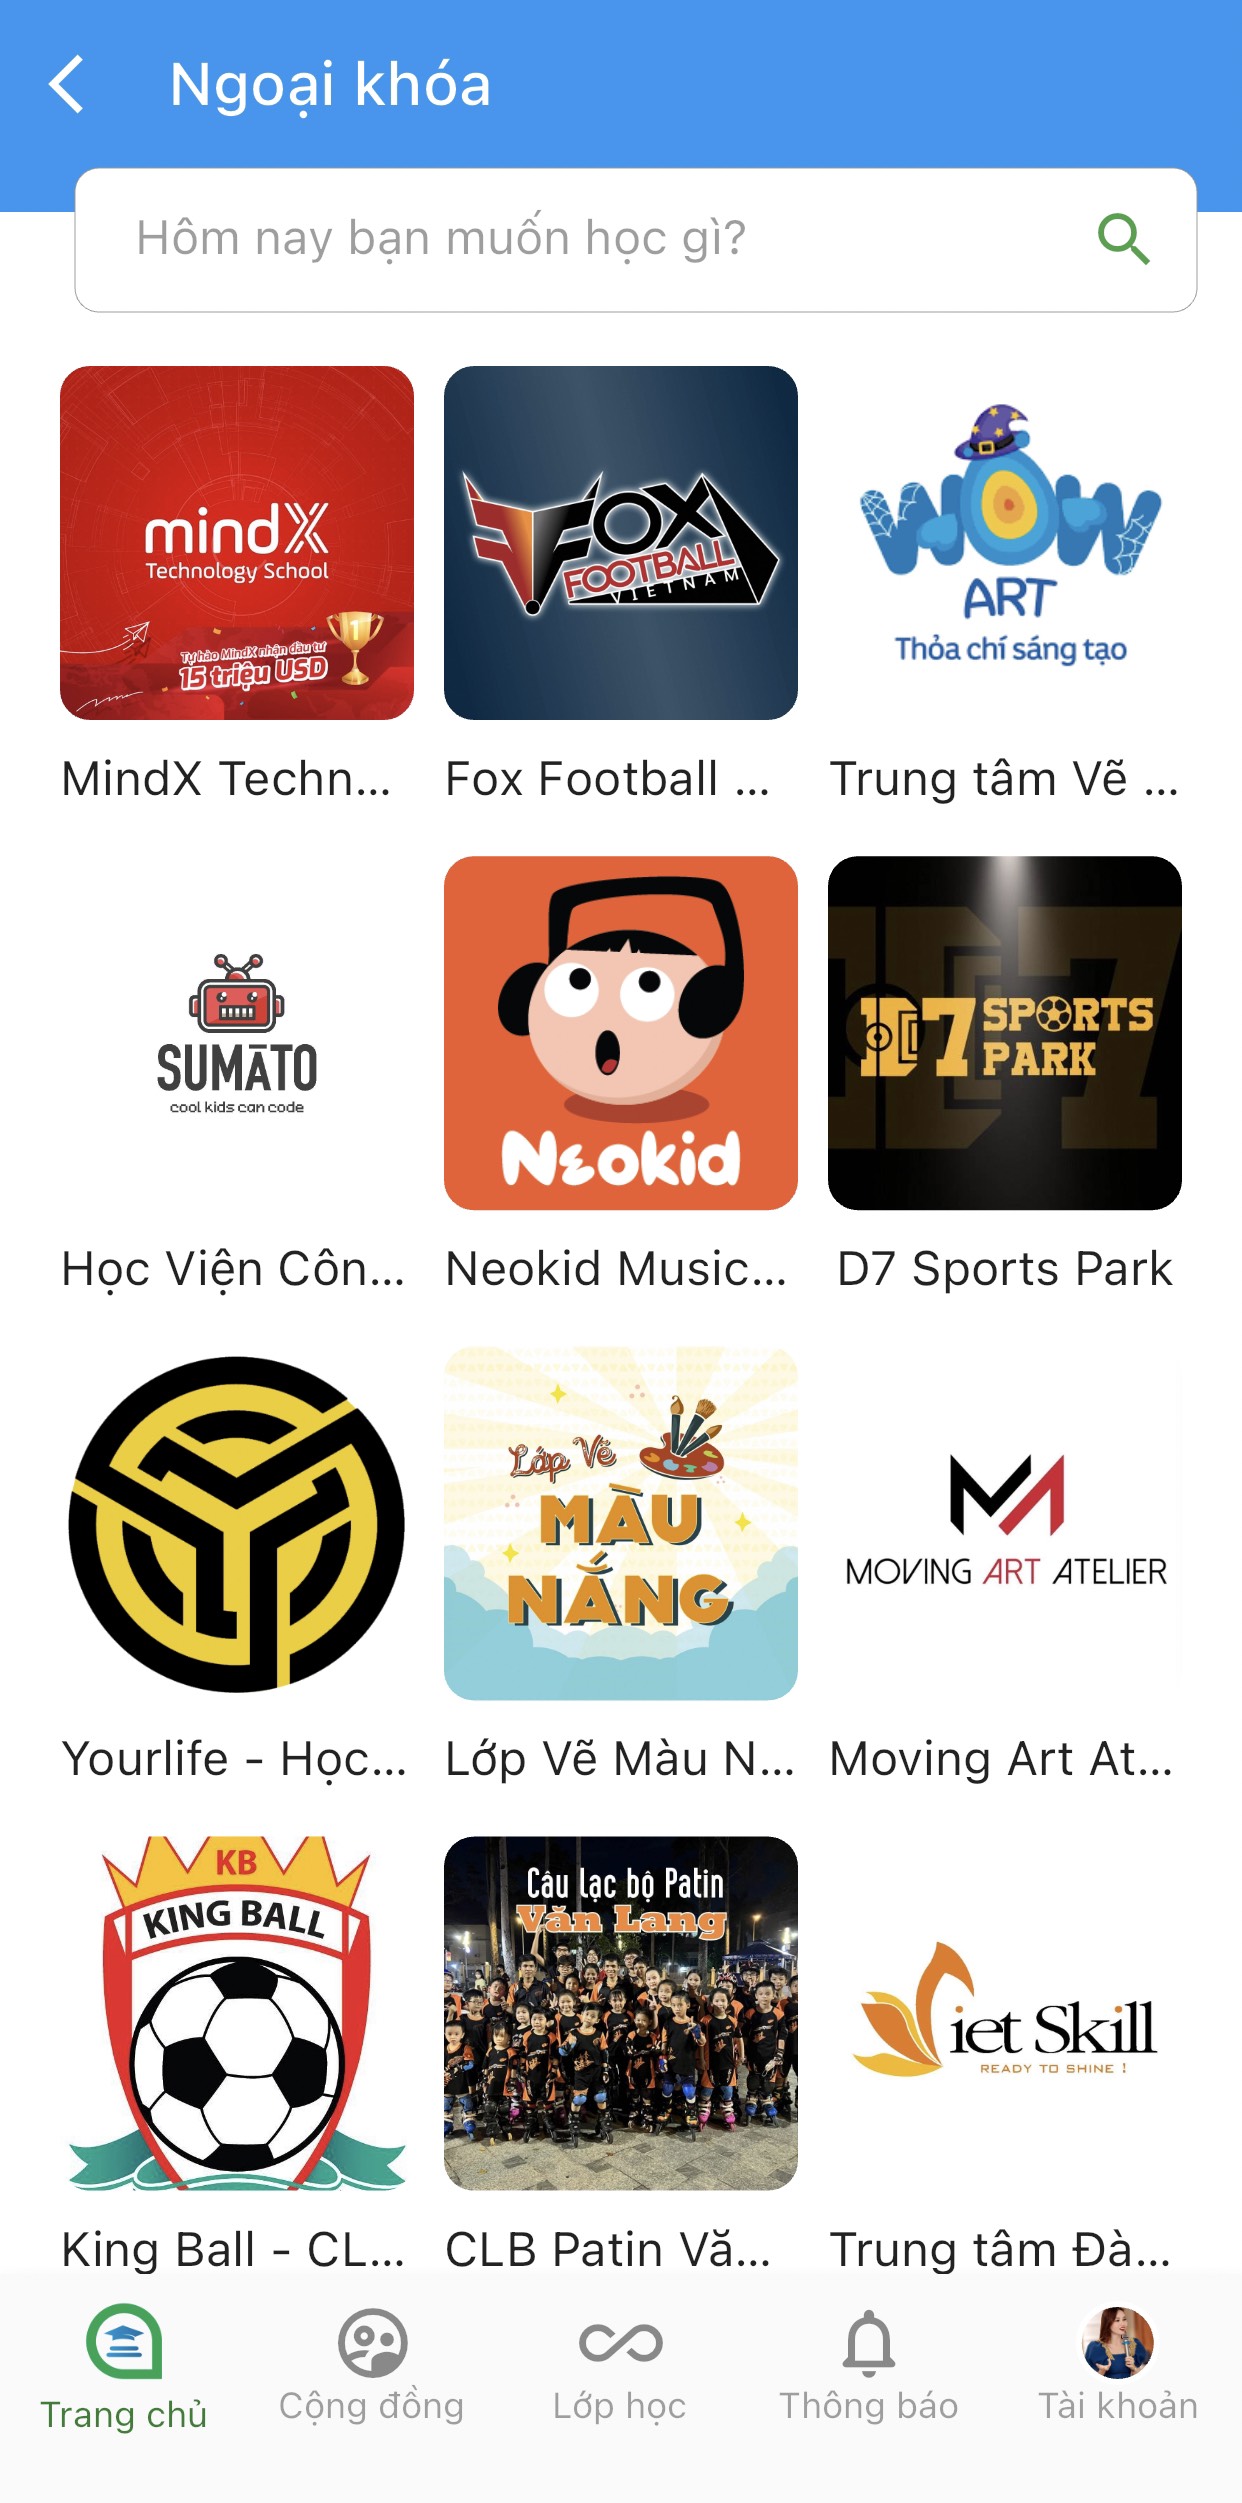 Ngoại khóa
Hôm nay bạn muốn học gì?
mindX
Technology School
Tự hào MindX nhận đầu tư
15 triệu USD
FOX
FOOTBALL
VIETNAM
WOW
ART
Thỏa chí sáng tạo
MindX Techn...
Fox Football ...
Trung tâm Vẽ ...
SUMĀTO
cool kids can code
Neokid
D7 SPORTS
PARK
Học Viện Côn...
Neokid Music...
D7 Sports Park
Lớp Vẽ
MÀU
NẮNG
MOVING ART ATELIER
Yourlife - Học...
Lớp Vẽ Màu N...
Moving Art At...
KB
KING BALL
Câu lạc bộ Patin
Văn Lang
Viet Skill
READY TO SHINE !
King Ball - CL...
CLB Patin Vă...
Trung tâm Đà...
Trang chủ
Cộng đồng
Lớp học
Thông báo
Tài khoản